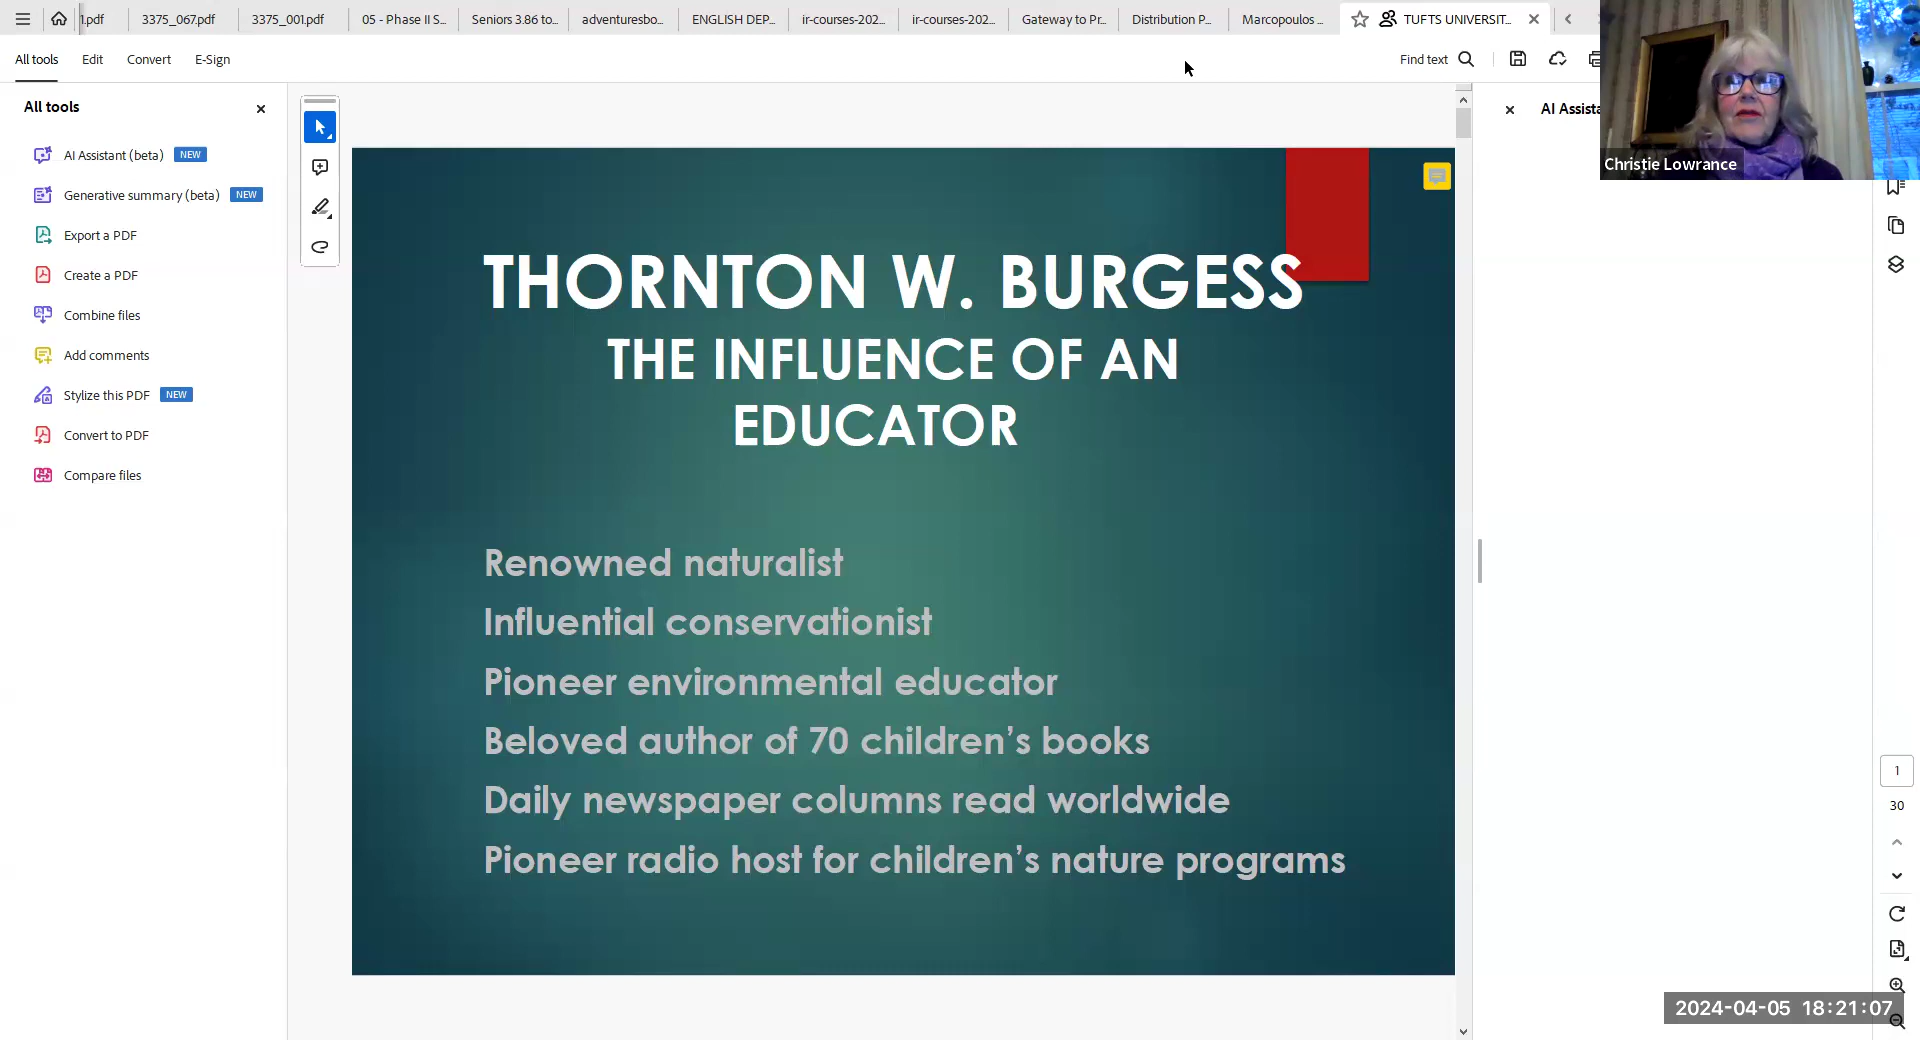 1.pdf
3375_067.pdf
3375_001.pdf
05 - Phase II S...
Seniors 3.86 to...
adventuresbo...
ENGLISH DEP...
ir-courses-202...
ir-courses-202...
Gateway to Pr...
Distribution P...
Marcopoulos ...
TUFTS UNIVERSIT...
All tools
Edit
Convert
E-Sign
Find text
All tools
AI Assistant (beta) NEW
Generative summary (beta) NEW
Export a PDF
Create a PDF
Combine files
Add comments
Stylize this PDF NEW
Convert to PDF
Compare files
THORNTON W. BURGESS
THE INFLUENCE OF AN
EDUCATOR
Renowned naturalist
Influential conservationist
Pioneer environmental educator
Beloved author of 70 children’s books
Daily newspaper columns read worldwide
Pioneer radio host for children’s nature programs
AI Assista
Christie Lowrance
1
30
2024-04-05 18:21:07